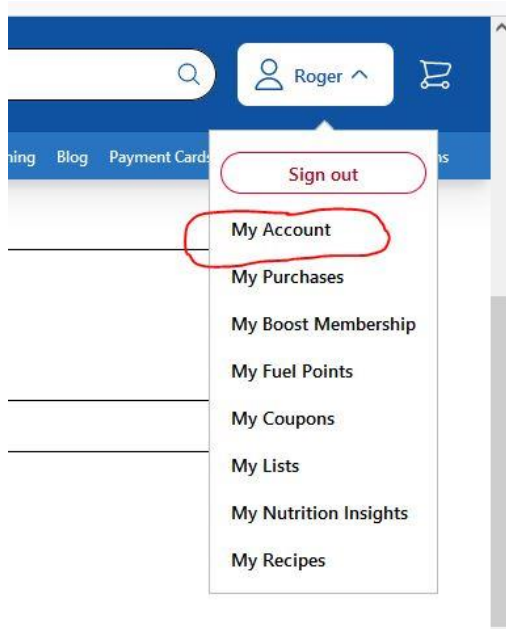 Roger
ning Blog Payment Cards ns
Sign out
My Account
My Purchases
My Boost Membership
My Fuel Points
My Coupons
My Lists
My Nutrition Insights
My Recipes